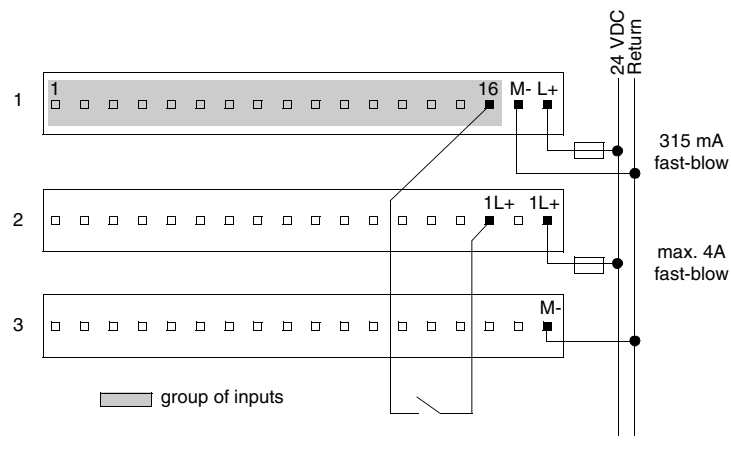 24 VDC
Return
1
1
16 M- L+
315 mA
fast-blow
2
1L+ 1L+
max. 4A
fast-blow
3
M-
group of inputs